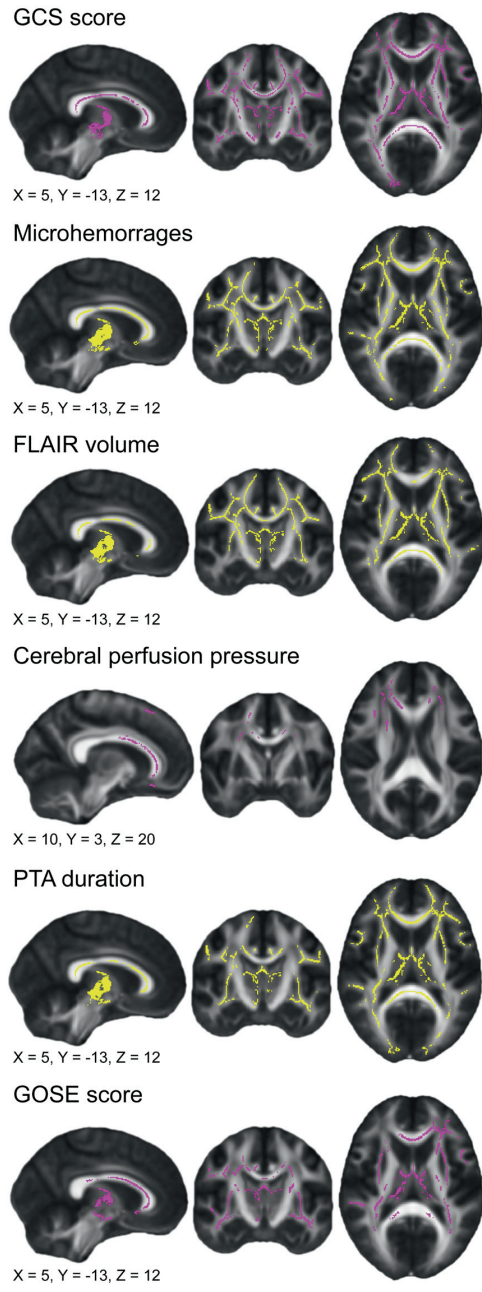 GCS score
X = 5, Y = -13, Z = 12
Microhemorrages
X = 5, Y = -13, Z = 12
FLAIR volume
X = 5, Y = -13, Z = 12
Cerebral perfusion pressure
X = 10, Y = 3, Z = 20
PTA duration
X = 5, Y = -13, Z = 12
GOSE score
X = 5, Y = -13, Z = 12